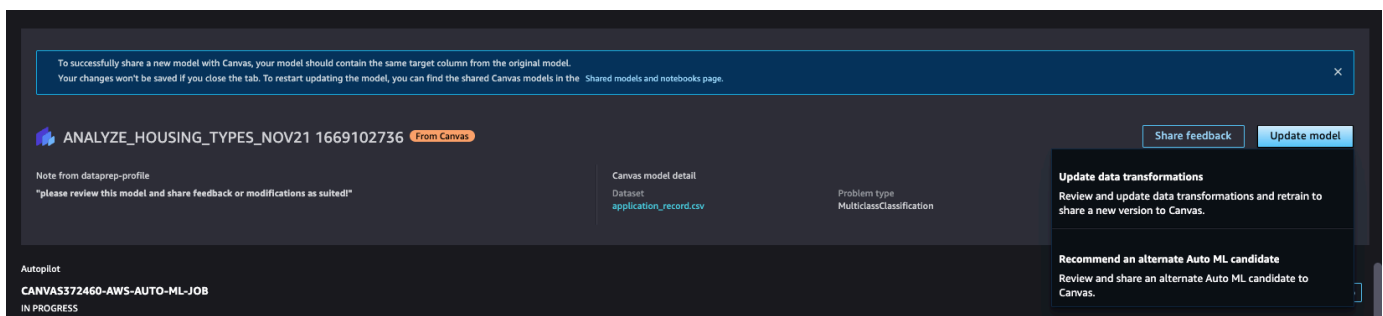 To successfully share a new model with Canvas, your model should contain the same target column from the original model.
Your changes won't be saved if you close the tab. To restart updating the model, you can find the shared Canvas models in the Shared models and notebooks page.
ANALYZE_HOUSING_TYPES_NOV21 1669102736 From Canvas
Share feedback
Update model
Note from dataprep-profile
"please review this model and share feedback or modifications as suited!"
Canvas model detail
Dataset
application_record.csv
Problem type
MulticlassClassification
Update data transformations
Review and update data transformations and retrain to
share a new version to Canvas.
Recommend an alternate Auto ML candidate
Review and share an alternate Auto ML candidate to
Canvas.
Autopilot
CANVAS372460-AWS-AUTO-ML-JOB
IN PROGRESS